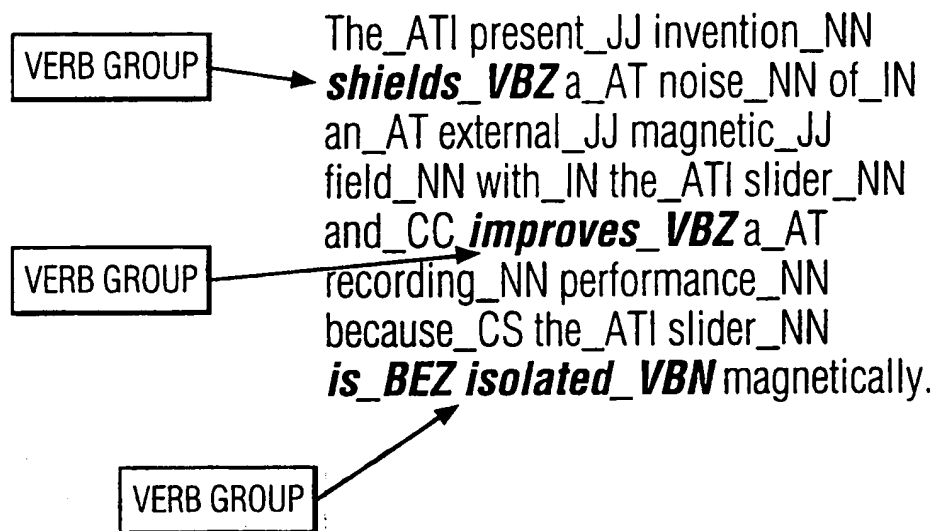 The_ATI present_JJ invention_NN
VERB GROUP
shields_VBZ a_AT noise_NN of_IN
an_AT external_JJ magnetic_JJ
field_NN with_IN the_ATI slider_NN
and_CC improves_VBZ a_AT
VERB GROUP
recording_NN performance_NN
because_CS the_ATI slider_NN
is_BEZ isolated_VBN magnetically.
VERB GROUP